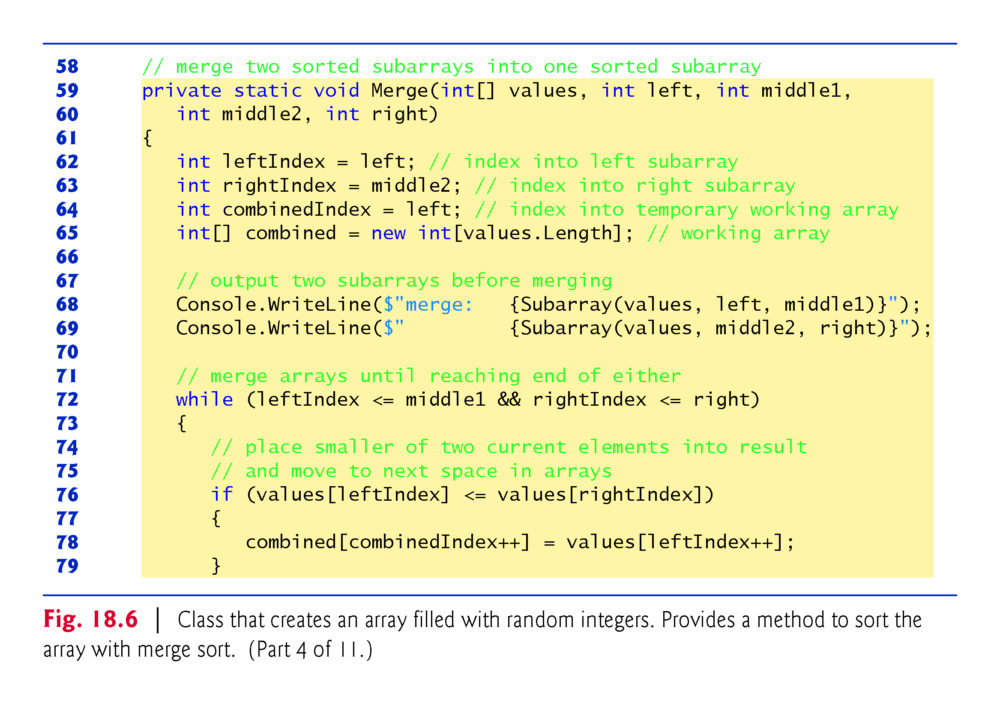 58 // merge two sorted subarrays into one sorted subarray
59 private static void Merge(int[] values, int left, int middle1,
60    int middle2, int right)
61 {
62    int leftIndex = left; // index into left subarray
63    int rightIndex = middle2; // index into right subarray
64    int combinedIndex = left; // index into temporary working array
65    int[] combined = new int[values.Length]; // working array
66
67    // output two subarrays before merging
68    Console.WriteLine($"merge:   {Subarray(values, left, middle1)}");
69    Console.WriteLine($"         {Subarray(values, middle2, right)}");
70
71    // merge arrays until reaching end of either
72    while (leftIndex <= middle1 && rightIndex <= right)
73    {
74       // place smaller of two current elements into result
75       // and move to next space in arrays
76       if (values[leftIndex] <= values[rightIndex])
77       {
78          combined[combinedIndex++] = values[leftIndex++];
79       }
Fig. 18.6 | Class that creates an array filled with random integers. Provides a method to sort the
array with merge sort. (Part 4 of 11.)